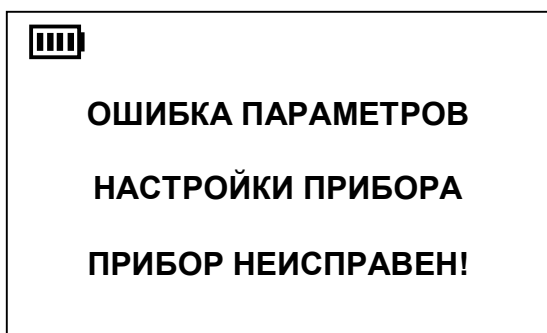 ОШИБКА ПАРАМЕТРОВ
НАСТРОЙКИ ПРИБОРА
ПРИБОР НЕИСПРАВЕН!